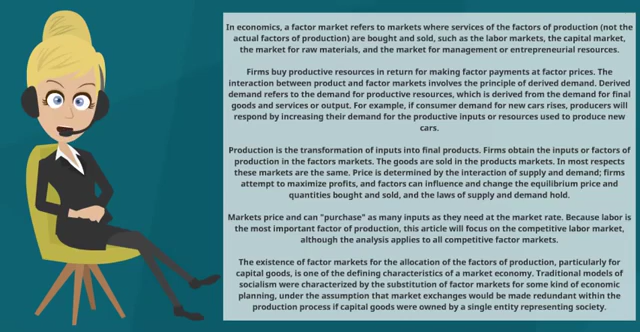 In economics, a factor market refers to markets where services of the factors of production (not the
actual factors of production) are bought and sold, such as the labor markets, the capital market,
the market for raw materials, and the market for management or entrepreneurial resources.
Firms buy productive resources in return for making factor payments at factor prices. The
interaction between product and factor markets involves the principle of derived demand. Derived
demand refers to the demand for productive resources, which is derived from the demand for final
goods and services or output. For example, if consumer demand for new cars rises, producers will
respond by increasing their demand for the productive inputs or resources used to produce new
cars.
Production is the transformation of inputs into final products. Firms obtain the inputs or factors of
production in the factors markets. The goods are sold in the products markets. In most respects
these markets are the same. Price is determined by the interaction of supply and demand; firms
attempt to maximize profits, and factors can influence and change the equilibrium price and
quantities bought and sold, and the laws of supply and demand hold.
Markets price and can "purchase" as many inputs as they need at the market rate. Because labor is
the most important factor of production, this article will focus on the competitive labor market,
although the analysis applies to all competitive factor markets.
The existence of factor markets for the allocation of the factors of production, particularly for
capital goods, is one of the defining characteristics of a market economy. Traditional models of
socialism were characterized by the substitution of factor markets for some kind of economic
planning, under the assumption that market exchanges would be made redundant within the
production process if capital goods were owned by a single entity representing society.